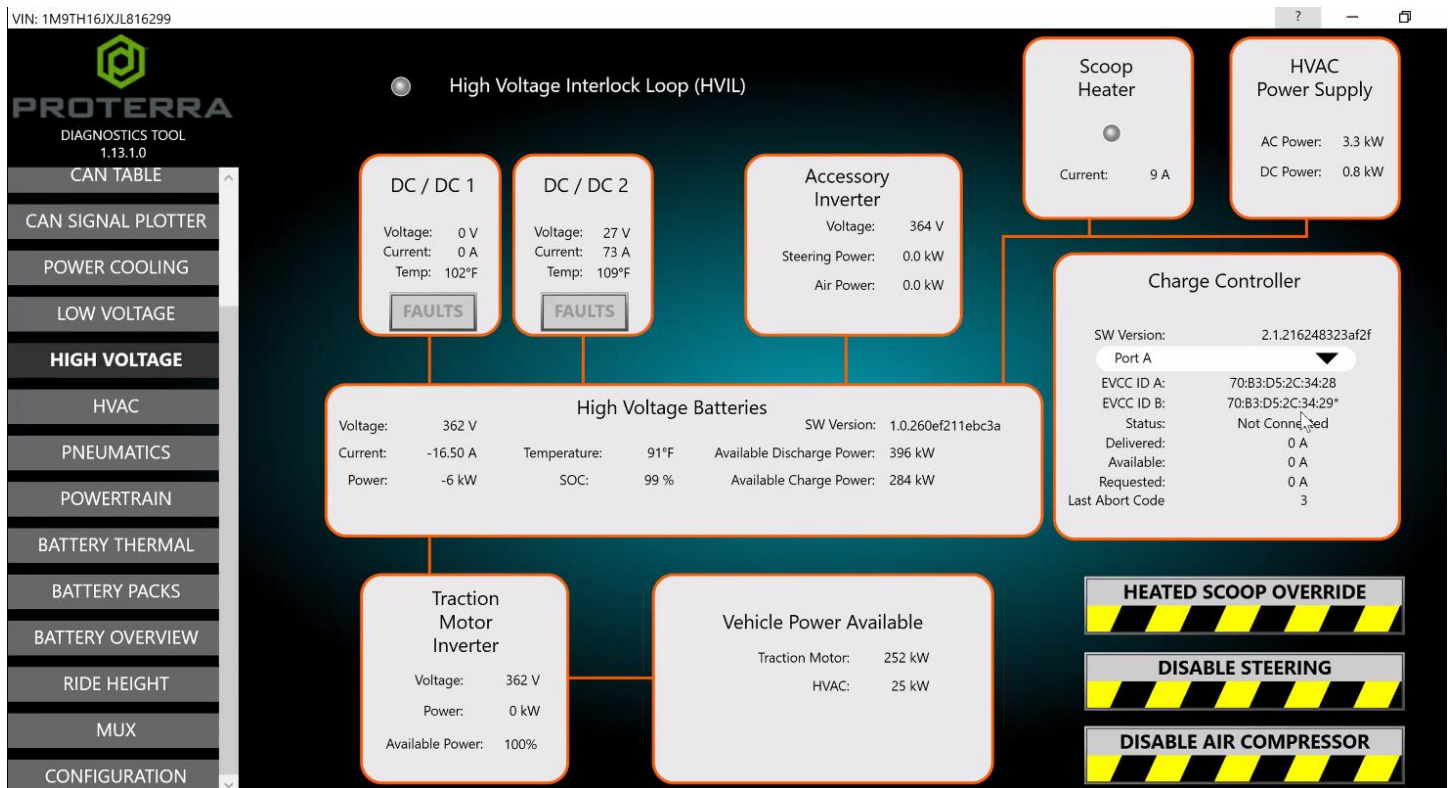 VIN: 1M9TH16JXJL816299
?
PROTERRA
DIAGNOSTICS TOOL
1.13.1.0
CAN TABLE
CAN SIGNAL PLOTTER
POWER COOLING
LOW VOLTAGE
HIGH VOLTAGE
HVAC
PNEUMATICS
POWERTRAIN
BATTERY THERMAL
BATTERY PACKS
BATTERY OVERVIEW
RIDE HEIGHT
MUX
CONFIGURATION
High Voltage Interlock Loop (HVIL)
DC / DC 1
Voltage: 0 V
Current: 0 A
Temp: 102°F
FAULTS
DC / DC 2
Voltage: 27 V
Current: 73 A
Temp: 109°F
FAULTS
Accessory
Inverter
Voltage: 364 V
Steering Power: 0.0 kW
Air Power: 0.0 kW
Scoop
Heater
Current: 9 A
HVAC
Power Supply
AC Power: 3.3 kW
DC Power: 0.8 kW
Charge Controller
SW Version: 2.1.216248323af2f
Port A
EVCC ID A: 70:B3:D5:2C:34:28
EVCC ID B: 70:B3:D5:2C:34:29*
Status: Not Connected
Delivered: 0 A
Available: 0 A
Requested: 0 A
Last Abort Code 3
High Voltage Batteries
Voltage: 362 V SW Version: 1.0.260ef211ebc3a
Current: -16.50 A Temperature: 91°F Available Discharge Power: 396 kW
Power: -6 kW SOC: 99 % Available Charge Power: 284 kW
Traction
Motor
Inverter
Voltage: 362 V
Power: 0 kW
Available Power: 100%
Vehicle Power Available
Traction Motor: 252 kW
HVAC: 25 kW
HEATED SCOOP OVERRIDE
DISABLE STEERING
DISABLE AIR COMPRESSOR